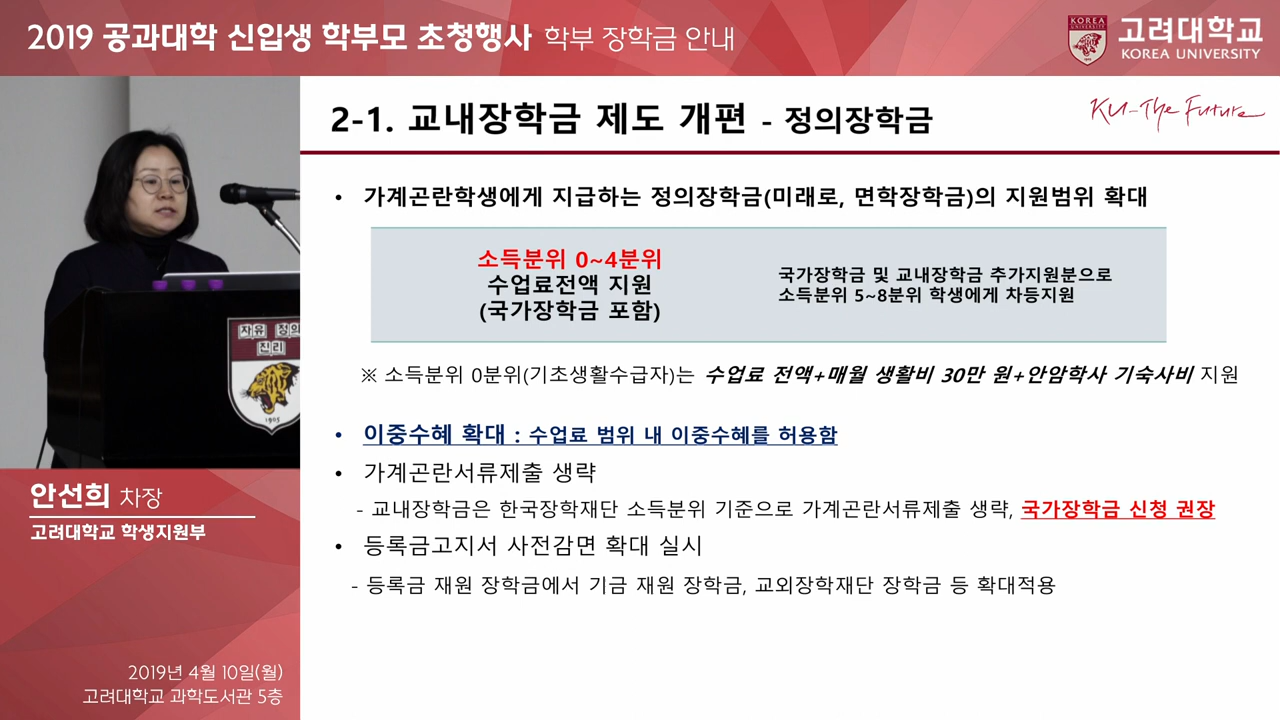 2019 공과대학 신입생 학부모 초청행사 학부 장학금 안내
KOREA
1905
고려대학교
KOREA UNIVERSITY
2-1. 교내장학금 제도 개편 - 정의장학금
KU-The Future
• 가계곤란학생에게 지급하는 정의장학금(미래로, 면학장학금)의 지원범위 확대
소득분위 0~4분위
수업료전액 지원
(국가장학금 포함)
국가장학금 및 교내장학금 추가지원분으로
소득분위 5~8분위 학생에게 차등지원
※ 소득분위 0분위(기초생활수급자)는 수업료 전액+매월 생활비 30만 원+안암학사 기숙사비 지원
• 이중수혜 확대 : 수업료 범위 내 이중수혜를 허용함
• 가계곤란서류제출 생략
- 교내장학금은 한국장학재단 소득분위 기준으로 가계곤란서류제출 생략, 국가장학금 신청 권장
• 등록금고지서 사전감면 확대 실시
- 등록금 재원 장학금에서 기금 재원 장학금, 교외장학재단 장학금 등 확대적용
자유 정의
진리
1905
안선희 차장
고려대학교 학생지원부
2019년 4월 10일(월)
고려대학교 과학도서관 5층